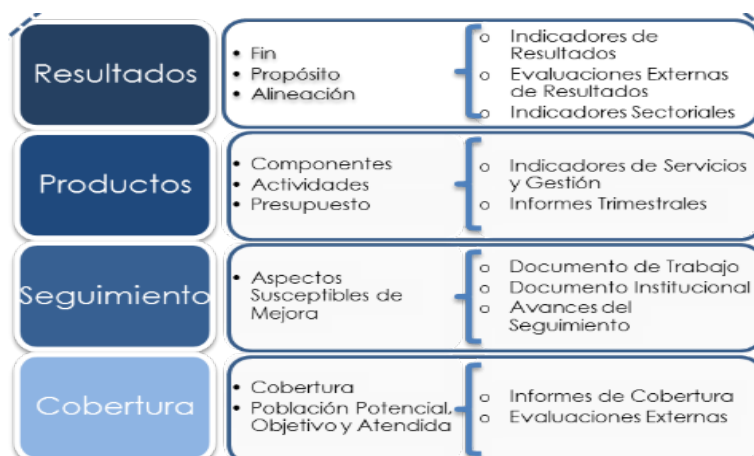 Resultados
• Fin
• Propósito
• Alineación
o Indicadores de
Resultados
o Evaluaciones Externas
de Resultados
o Indicadores Sectoriales
Productos
• Componentes
• Actividades
• Presupuesto
o Indicadores de Servicios
y Gestión
o Informes Trimestrales
Seguimiento
• Aspectos
Susceptibles de
Mejora
o Documento de Trabajo
o Documento Institucional
o Avances del
Seguimiento
Cobertura
• Cobertura
• Población Potencial,
Objetivo y Atendida
o Informes de Cobertura
o Evaluaciones Externas